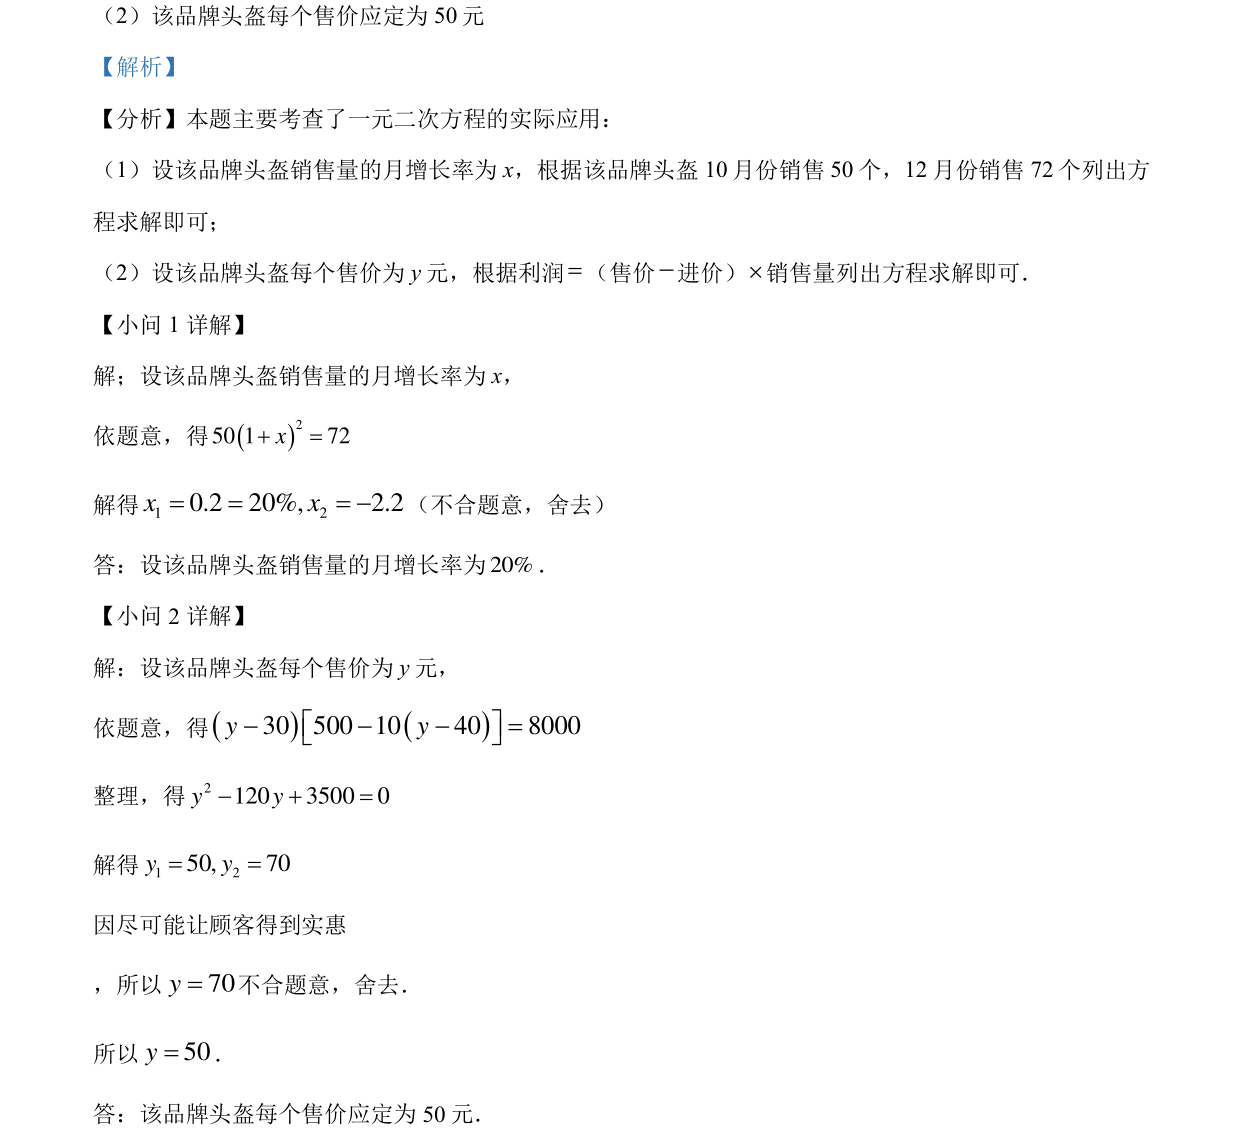 （2）该品牌头盔每个售价应定为 50 元
【解析】
【分析】本题主要考查了一元二次方程的实际应用：
（1）设该品牌头盔销售量的月增长率为 x，根据该品牌头盔 10 月份销售 50 个，12 月份销售 72 个列出方
程求解即可；
（2）设该品牌头盔每个售价为 y 元，根据利润＝（售价－进价）×销售量列出方程求解即可．
【小问 1 详解】
解；设该品牌头盔销售量的月增长率为 x，
依题意，得 50(1+x)² = 72
解得 x₁ = 0.2 = 20%, x₂ = −2.2（不合题意，舍去）
答：设该品牌头盔销售量的月增长率为 20%．
【小问 2 详解】
解：设该品牌头盔每个售价为 y 元，
依题意，得 (y−30)[500−10(y−40)] = 8000
整理，得 y² −120y+3500 = 0
解得 y₁ = 50, y₂ = 70
因尽可能让顾客得到实惠
，所以 y = 70 不合题意，舍去．
所以 y = 50．
答：该品牌头盔每个售价应定为 50 元．